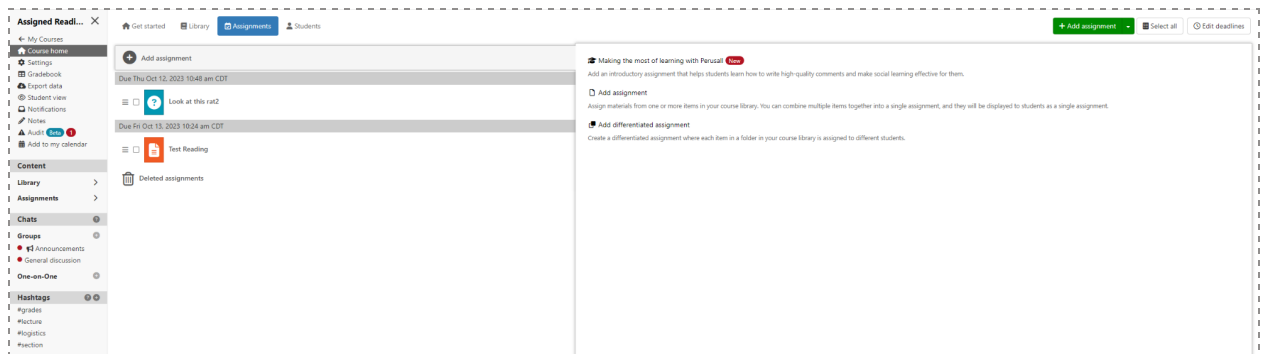 Assigned Readi...
← My Courses
Course home
Settings
Gradebook
Export data
Student view
Notifications
Notes
Audit Beta 1
Add to my calendar
Content
Library
Assignments
Chats
Groups
Announcements
General discussion
One-on-One
Hashtags
#grades
#lecture
#logistics
#section
Get started Library Assignments Students
+ Add assignment Select all Edit deadlines
Add assignment
Due Thu Oct 12, 2023 10:48 am CDT
Look at this rat2
Due Fri Oct 13, 2023 10:24 am CDT
Test Reading
Deleted assignments
Making the most of learning with Perusall New
Add an introductory assignment that helps students learn how to write high-quality comments and make social learning effective for them.
Add assignment
Assign materials from one or more items in your course library. You can combine multiple items together into a single assignment, and they will be displayed to students as a single assignment.
Add differentiated assignment
Create a differentiated assignment where each item in a folder in your course library is assigned to different students.